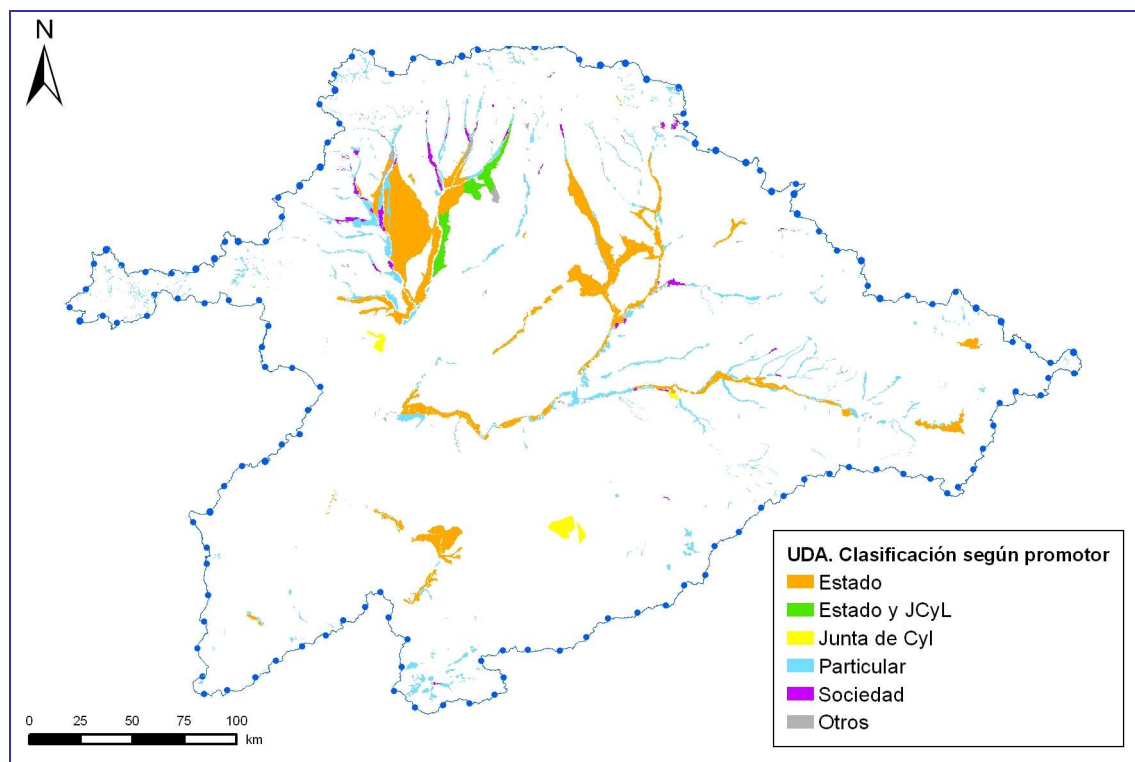 N
UDA. Clasificación según promotor
Estado
Estado y JCyL
Junta de Cyl
Particular
Sociedad
Otros
0 25 50 75 100
km